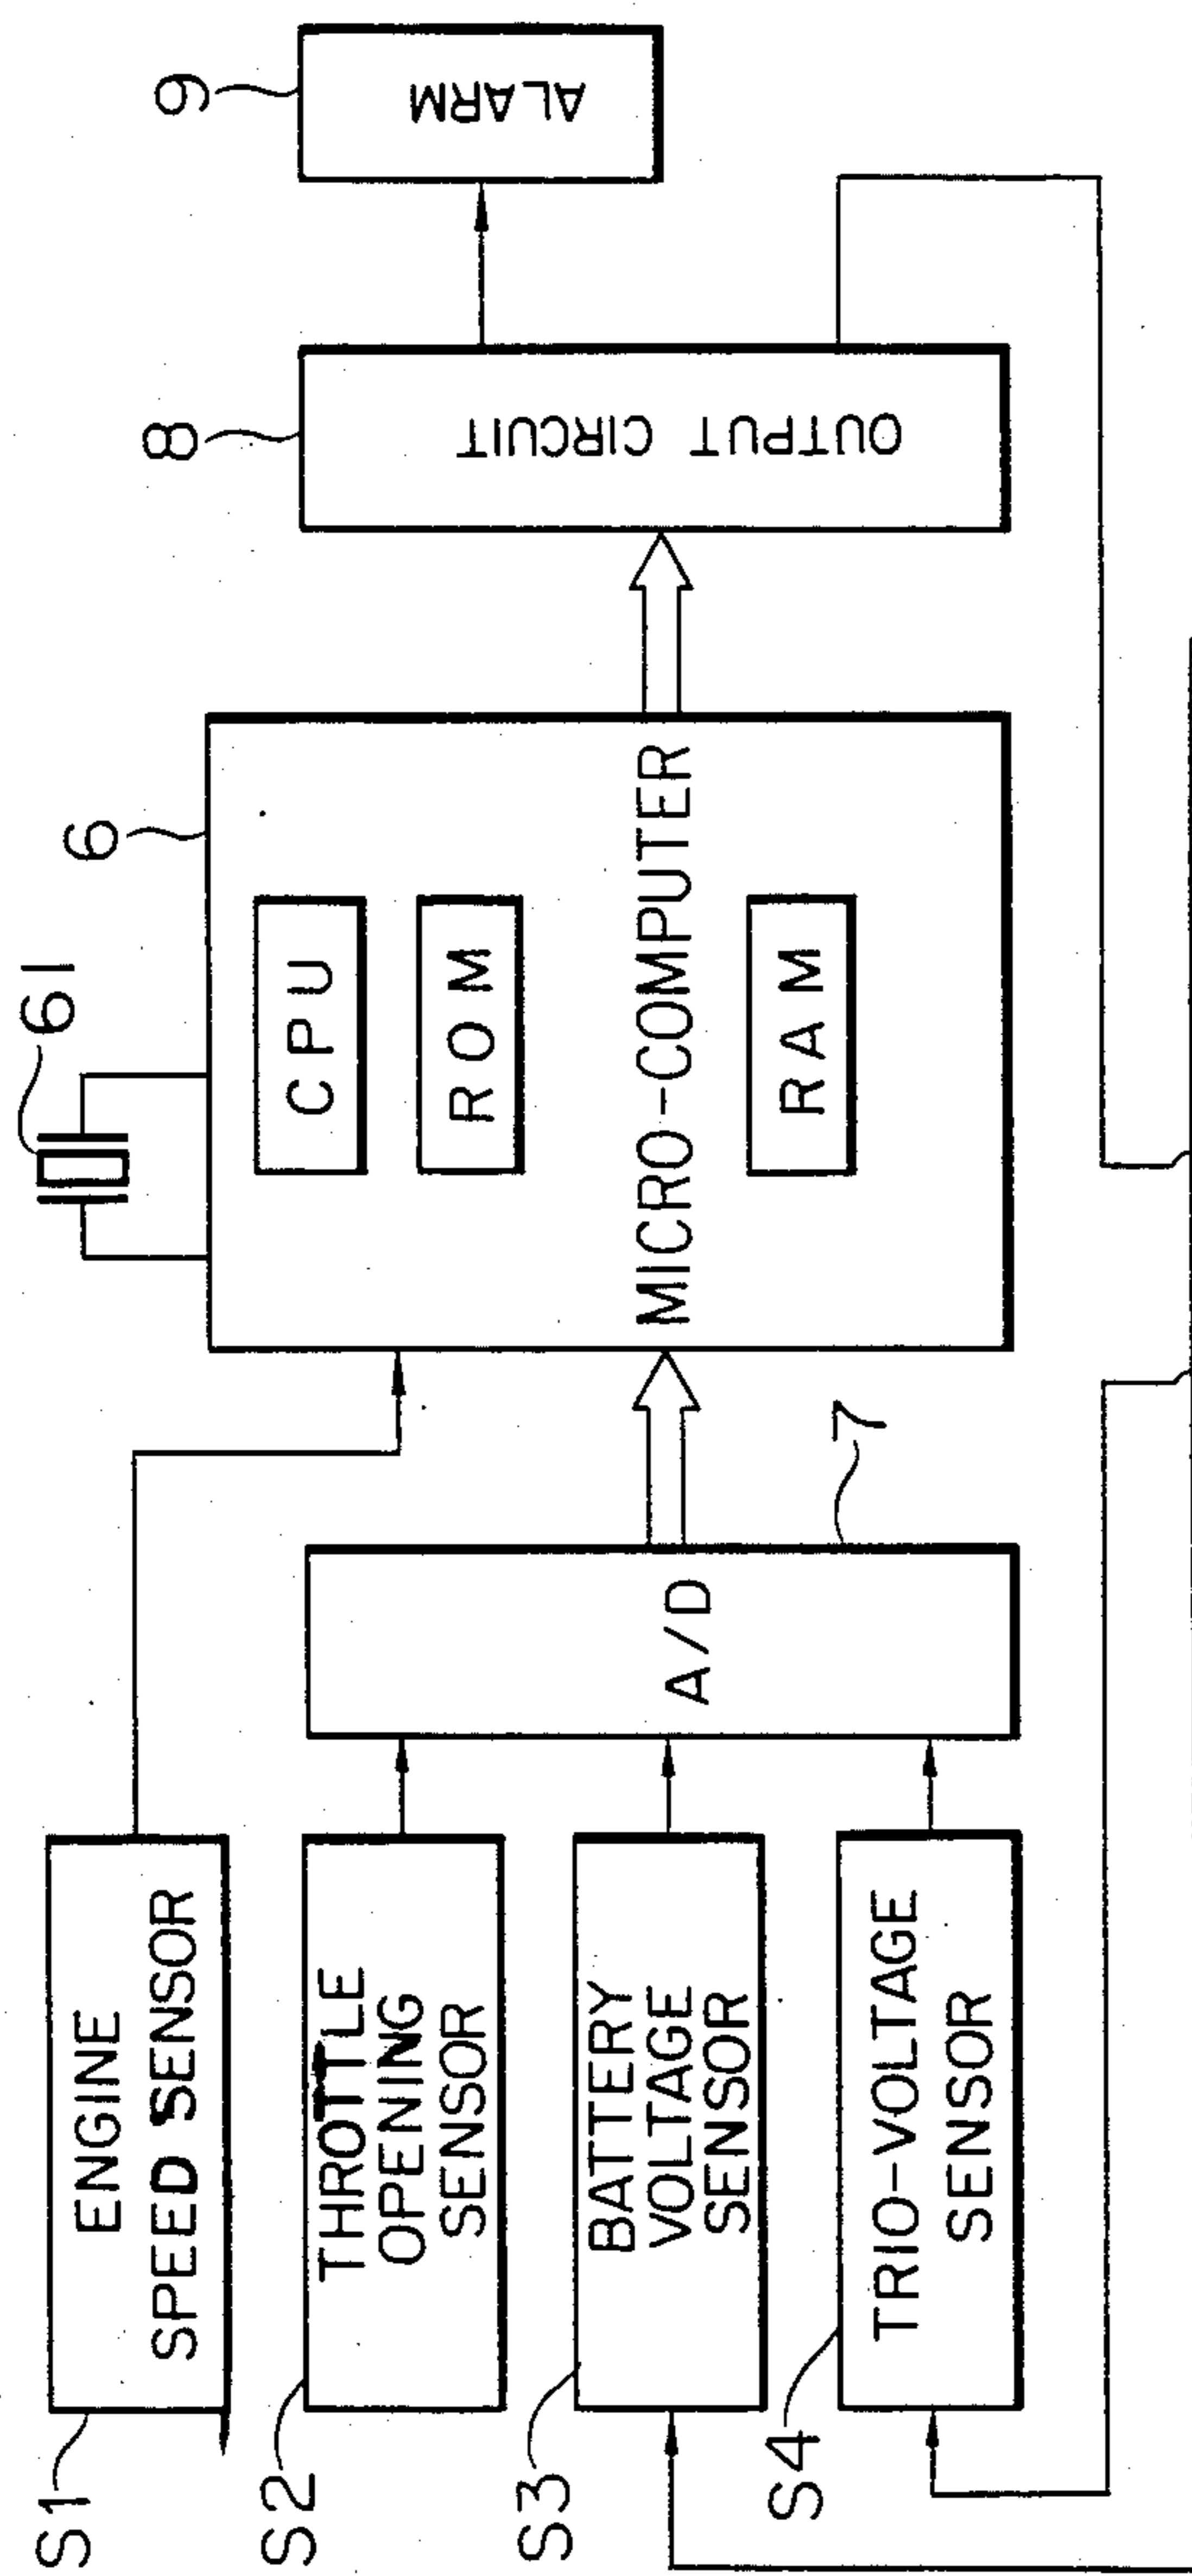 S1
ENGINE
SPEED SENSOR
S2
THROTTLE
OPENING
SENSOR
S3
BATTERY
VOLTAGE
SENSOR
S4
TRIO-VOLTAGE
SENSOR
A/D
7
61
6
CPU
ROM
MICRO-COMPUTER
RAM
8
OUTPUT CIRCUIT
9
ALARM